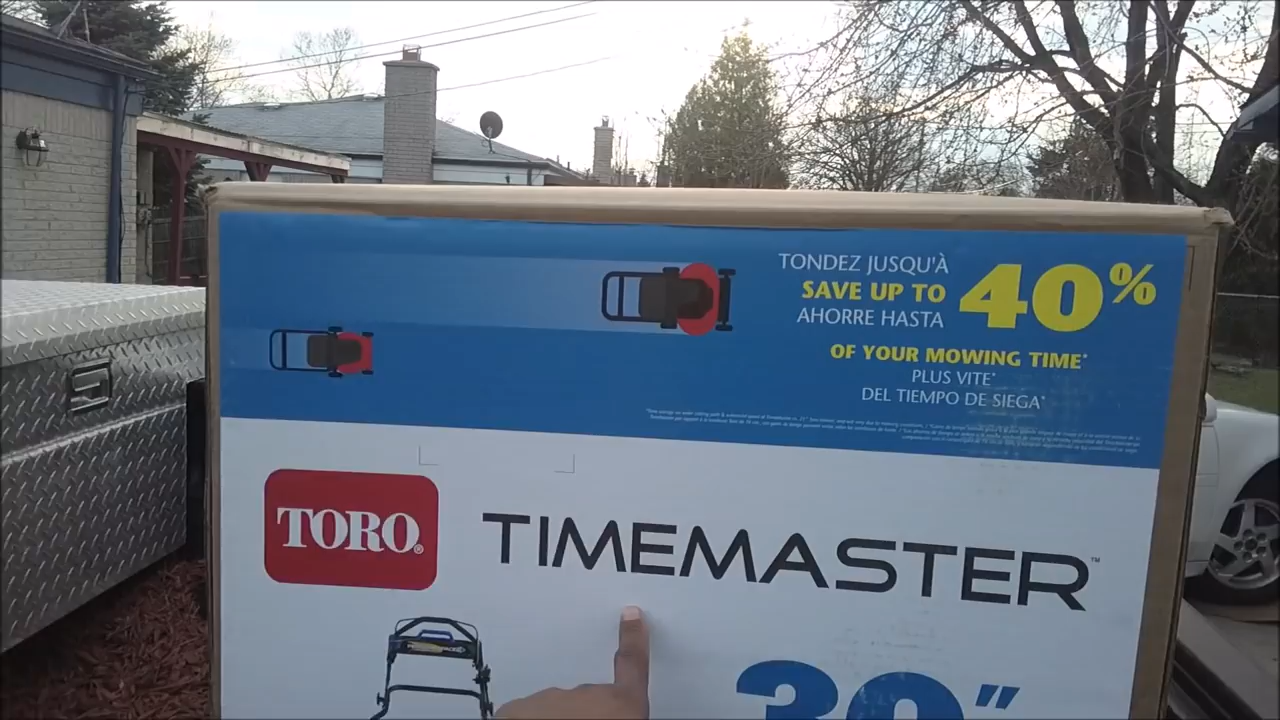 TONDEZ JUSQU'À
SAVE UP TO
AHORRE HASTA
40%
OF YOUR MOWING TIME*
PLUS VITE*
DEL TIEMPO DE SIEGA*
TORO®
TIMEMASTER™
30"